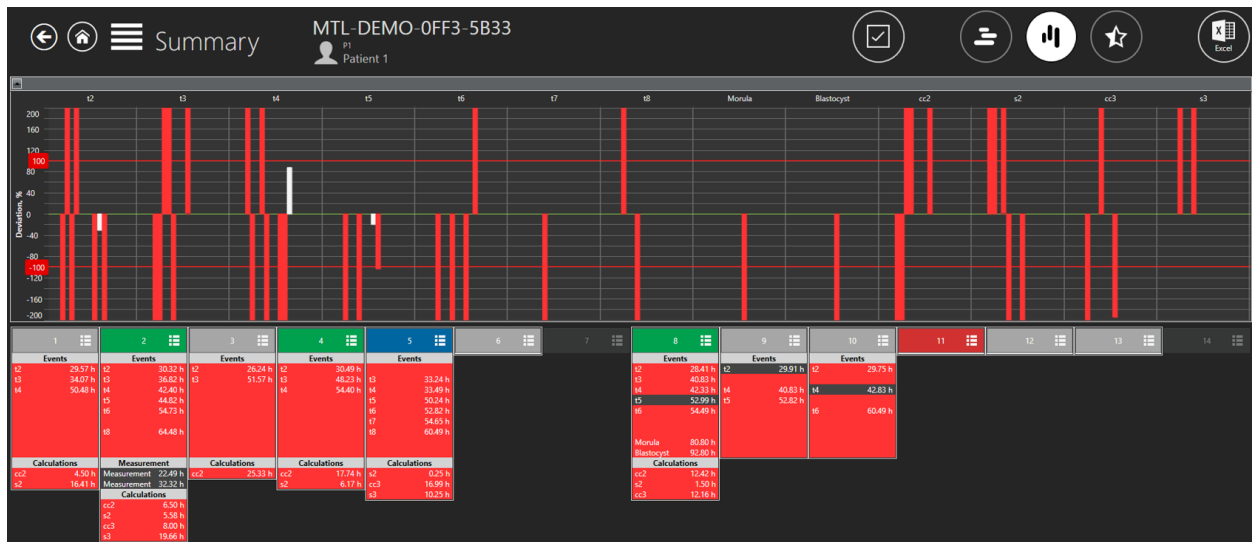 Summary
MTL-DEMO-0FF3-5B33
P1
Patient 1
X
Excel
t2 t3 t4 t5 t6 t7 t8 Morula Blastocyst cc2 s2 cc3 s3
Deviation, %
200
160
120
100
80
40
0
-40
-80
-100
-120
-160
-200
1 2 3 4 5 6 7 8 9 10 11 12 13 14
Events Events Events Events Events Events Events Events
t2 29.57 h t2 30.32 h t2 26.24 h t2 30.49 h t2 28.41 h t2 29.91 h t2 29.75 h
t3 34.07 h t3 36.82 h t3 51.57 h t3 48.23 h t3 33.24 h t3 40.83 h
t4 50.48 h t4 42.40 h t4 54.40 h t4 33.49 h t4 42.33 h t4 40.83 h t4 42.83 h
t5 44.82 h t5 50.24 h t5 52.99 h t5 52.82 h
t6 54.73 h t6 52.82 h t6 54.49 h t6 60.49 h
t7 54.65 h
t8 64.48 h t8 60.49 h
Morula 80.80 h
Blastocyst 92.80 h
Calculations Measurement Calculations Calculations Calculations Calculations
cc2 4.50 h Measurement 22.49 h cc2 25.33 h cc2 17.74 h s2 0.25 h cc2 12.42 h
s2 16.41 h Measurement 32.32 h s2 6.17 h cc3 16.99 h s2 1.50 h
Calculations s3 10.25 h cc3 12.16 h
cc2 6.50 h
s2 5.58 h
cc3 8.00 h
s3 19.66 h